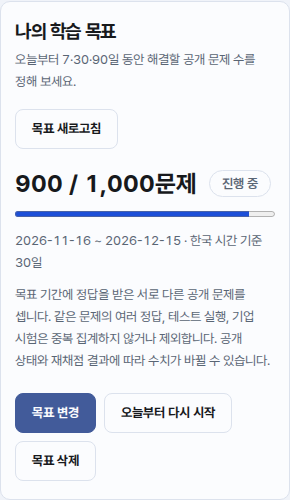 나의 학습 목표
오늘부터 7·30·90일 동안 해결할 공개 문제 수를
정해 보세요.
목표 새로고침
900 / 1,000문제 진행 중
2026-11-16 ~ 2026-12-15 · 한국 시간 기준
30일
목표 기간에 정답을 받은 서로 다른 공개 문제를
셉니다. 같은 문제의 여러 정답, 테스트 실행, 기업
시험은 중복 집계하지 않거나 제외합니다. 공개
상태와 재채점 결과에 따라 수치가 바뀔 수 있습니다.
목표 변경 오늘부터 다시 시작
목표 삭제